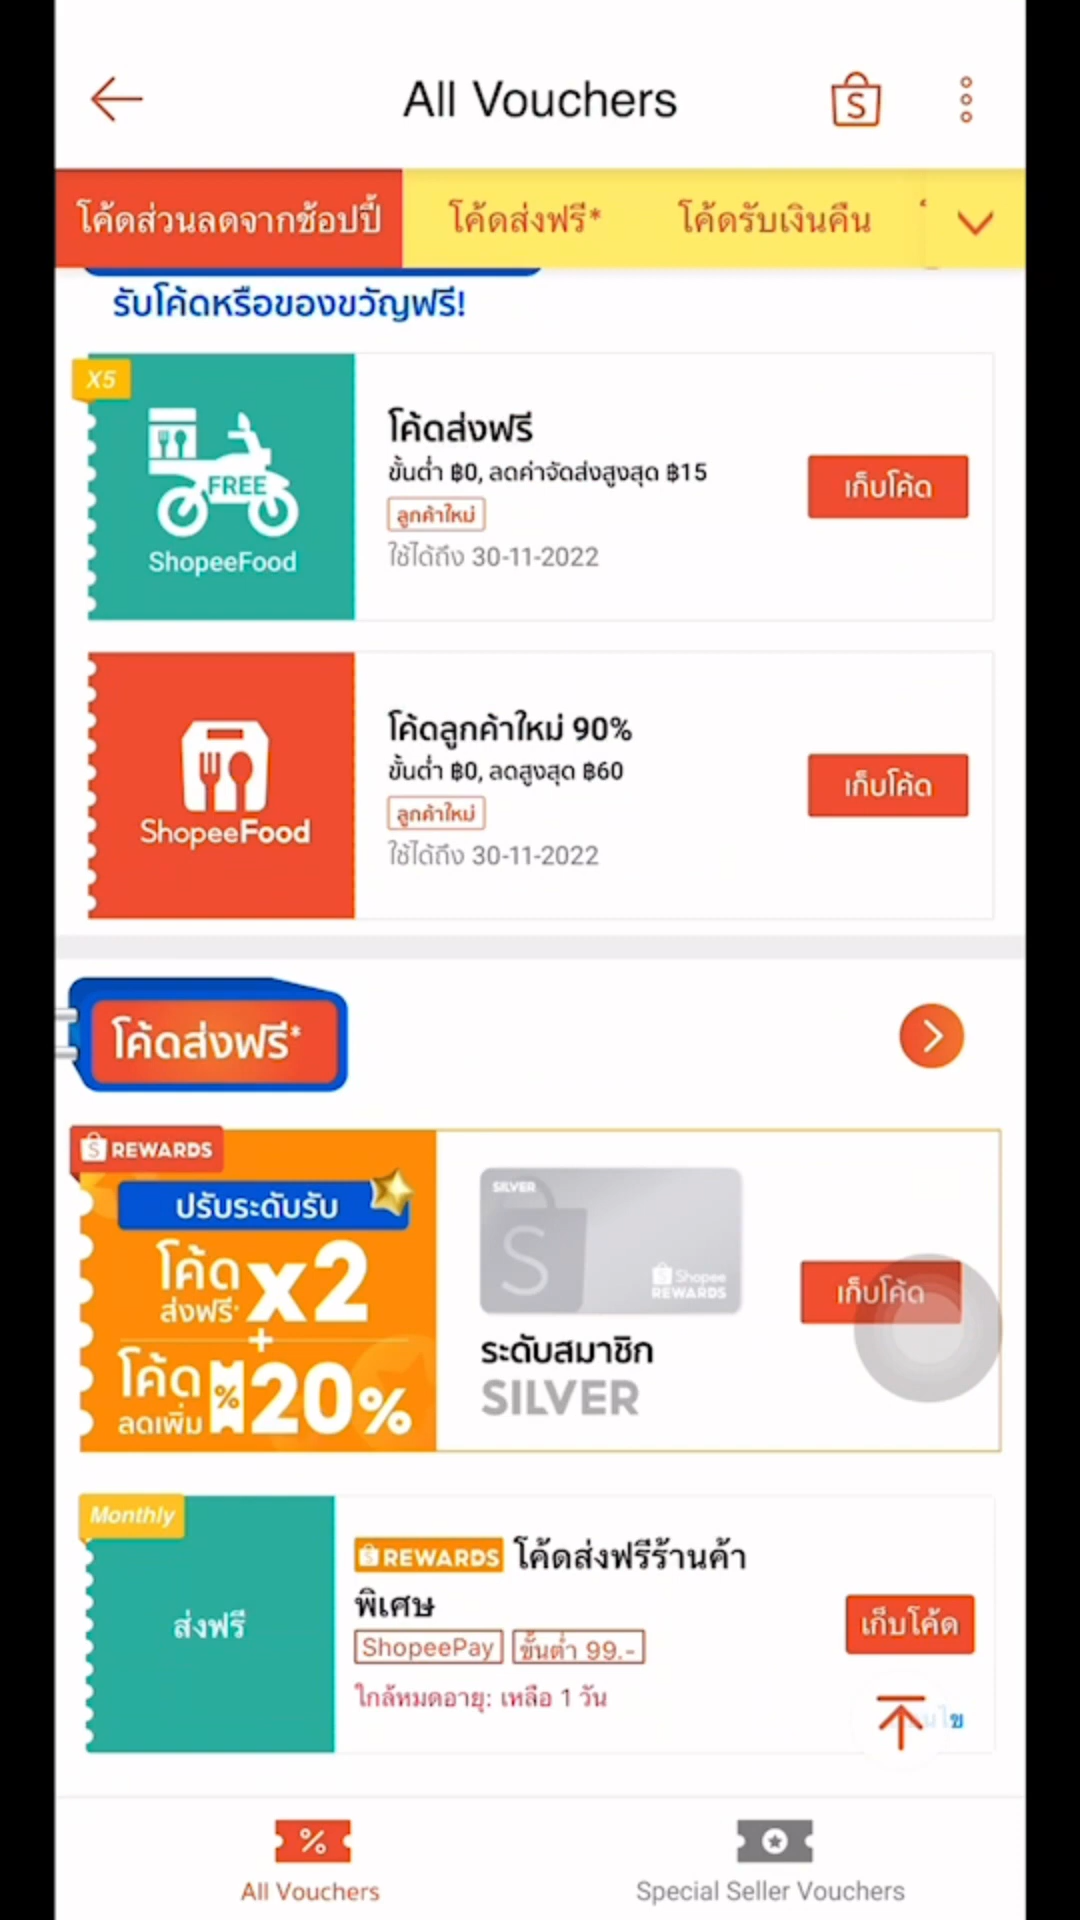 All Vouchers
โค้ดส่วนลดจากช้อปปี้
โค้ดส่งฟรี*
โค้ดรับเงินคืน
รับโค้ดหรือของขวัญฟรี!
X5
FREE
ShopeeFood
โค้ดส่งฟรี
ขั้นต่ำ ฿0, ลดค่าจัดส่งสูงสุด ฿15
ลูกค้าใหม่
ใช้ได้ถึง 30-11-2022
เก็บโค้ด
ShopeeFood
โค้ดลูกค้าใหม่ 90%
ขั้นต่ำ ฿0, ลดสูงสุด ฿60
ลูกค้าใหม่
ใช้ได้ถึง 30-11-2022
เก็บโค้ด
โค้ดส่งฟรี*
REWARDS
ปรับระดับรับ
โค้ด
ส่งฟรี* x2
+
โค้ด
ลดเพิ่ม % 20%
SILVER
Shopee
REWARDS
ระดับสมาชิก
SILVER
เก็บโค้ด
Monthly
ส่งฟรี
REWARDS โค้ดส่งฟรีร้านค้า
พิเศษ
ShopeePay ขั้นต่ำ 99.-
ใกล้หมดอายุ: เหลือ 1 วัน
เก็บโค้ด
All Vouchers
Special Seller Vouchers